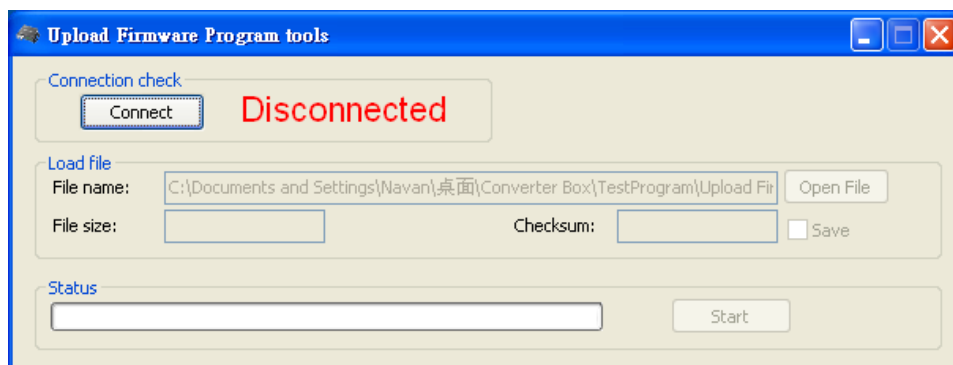 Upload Firmware Program tools
Connection check
Connect Disconnected
Load file
File name: C:\Documents and Settings\Navan\桌面\Converter Box\TestProgram\Upload Fir Open File
File size: Checksum: Save
Status
Start